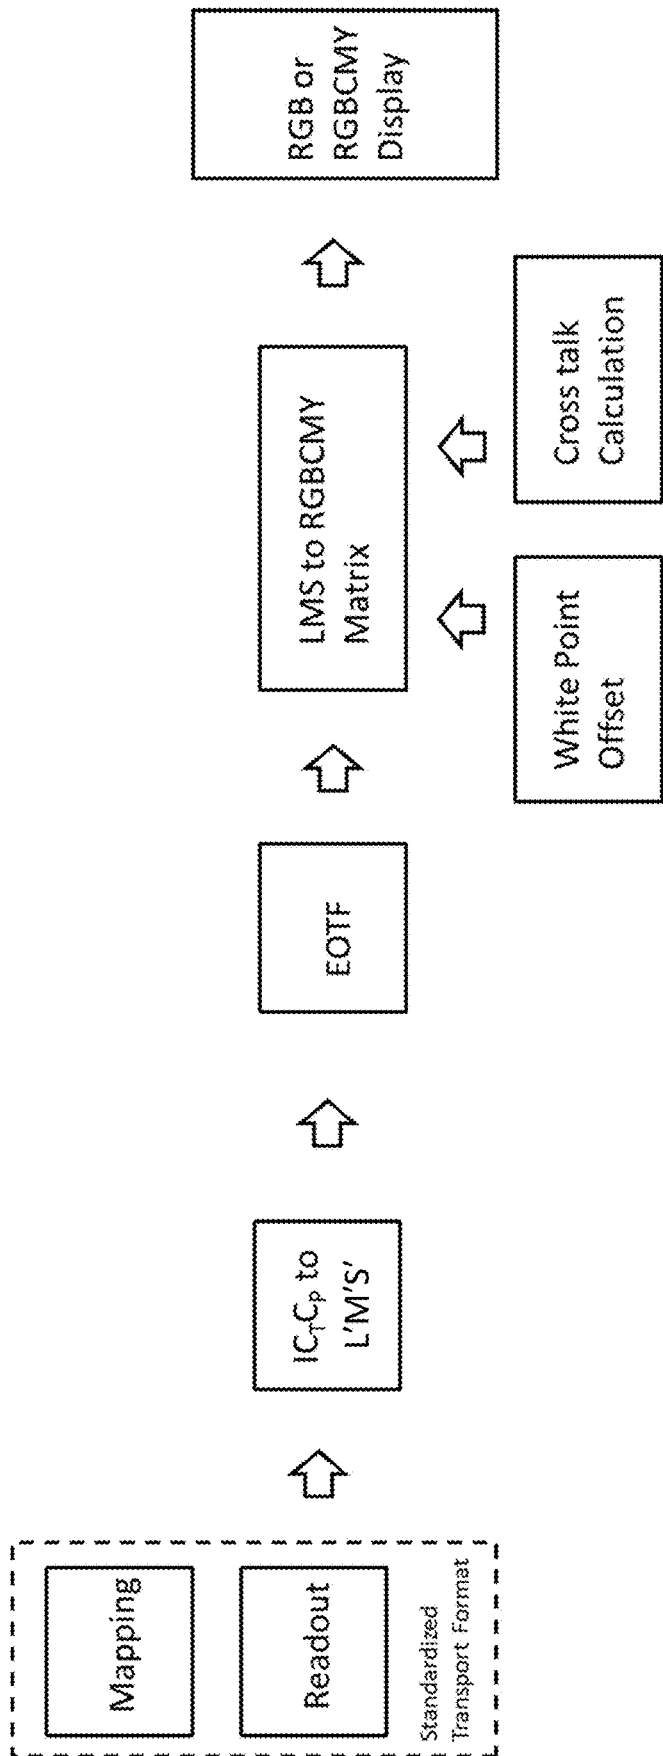 Mapping
Readout
Standardized
Transport Format
ICTCP to
L'M'S'
EOTF
LMS to RGBCMY
Matrix
White Point
Offset
Cross talk
Calculation
RGB or
RGBCMY
Display